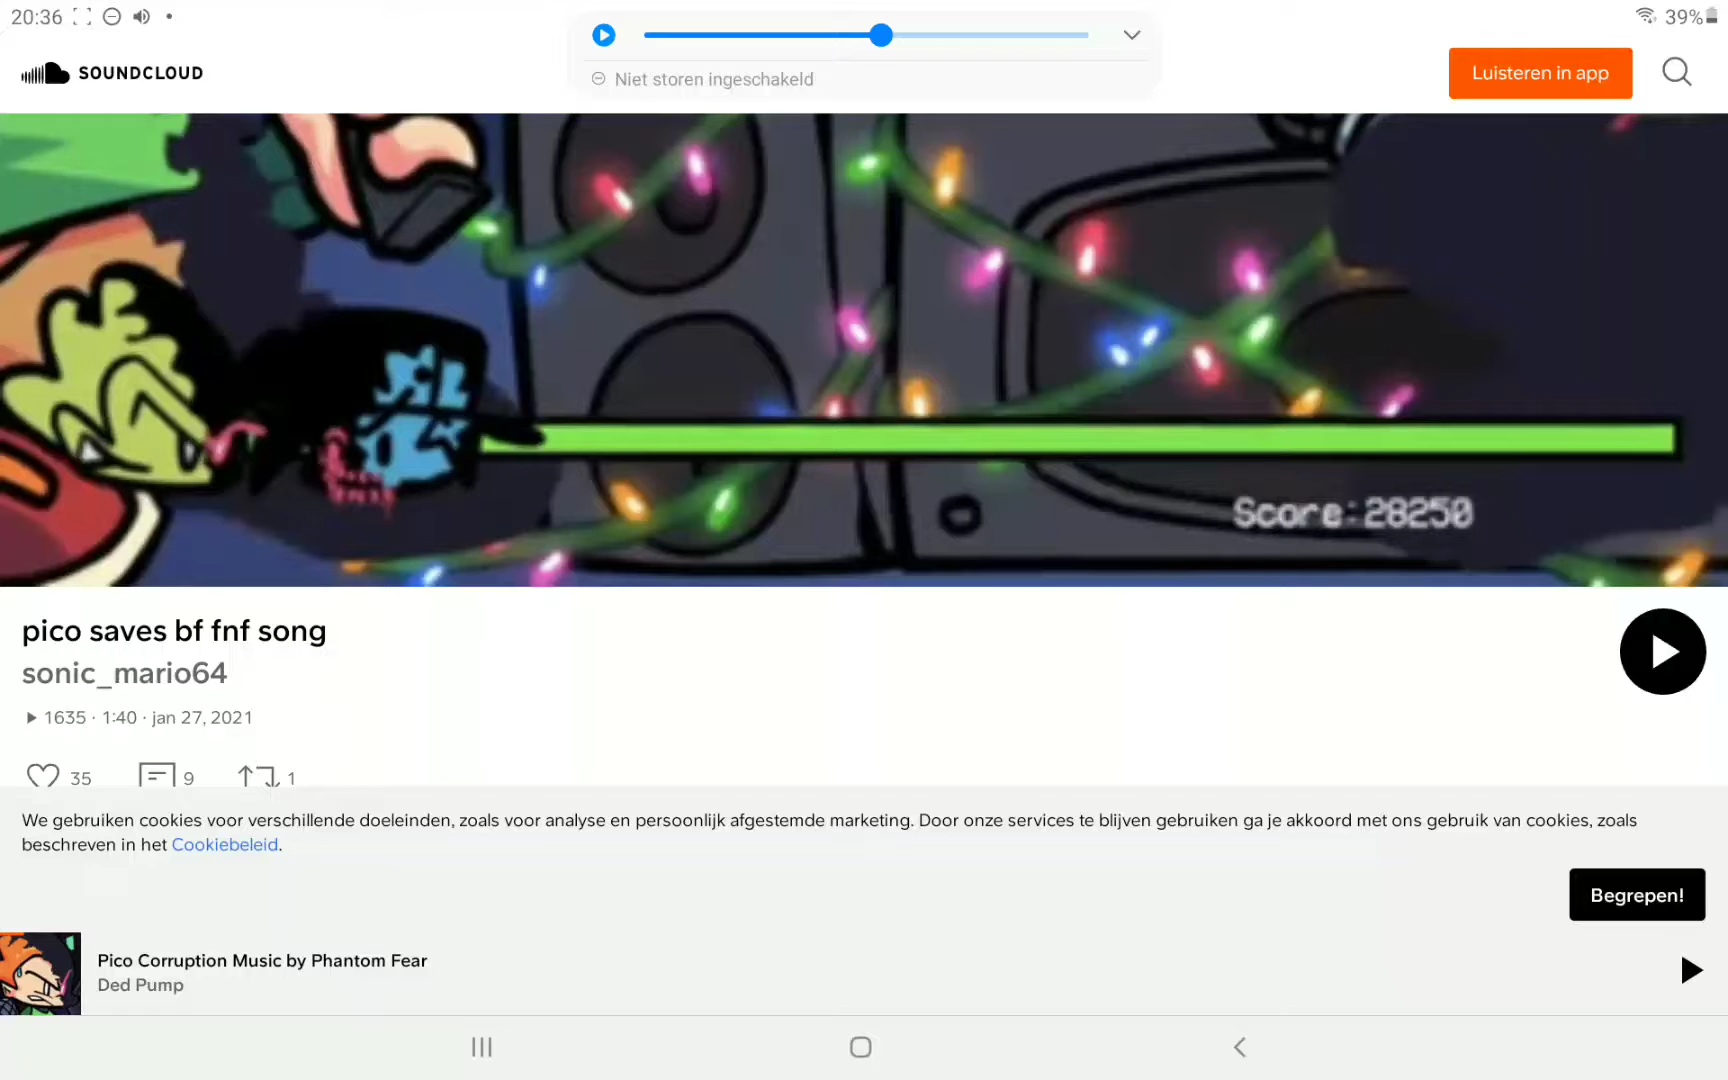 20:36
39%
SOUNDCLOUD
Niet storen ingeschakeld
Luisteren in app
Score:28250
pico saves bf fnf song
sonic_mario64
1635 · 1:40 · jan 27, 2021
35 9 1
We gebruiken cookies voor verschillende doeleinden, zoals voor analyse en persoonlijk afgestemde marketing. Door onze services te blijven gebruiken ga je akkoord met ons gebruik van cookies, zoals
beschreven in het Cookiebeleid.
Begrepen!
Pico Corruption Music by Phantom Fear
Ded Pump